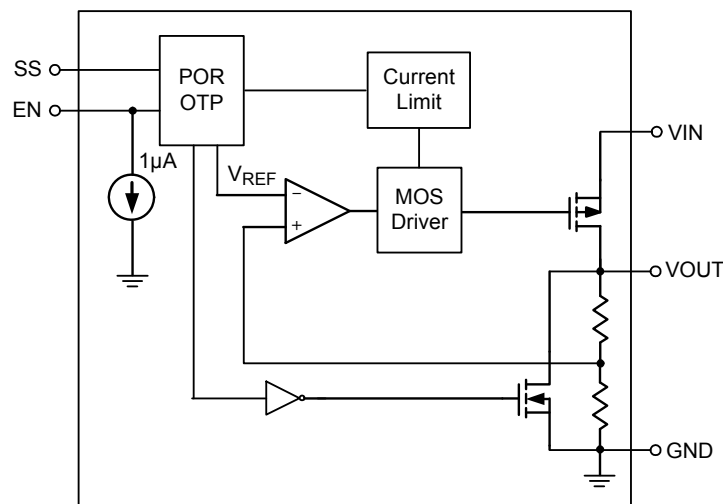 SS
EN
POR
OTP
Current
Limit
VIN
1µA
VREF
−
+
MOS
Driver
VOUT
GND